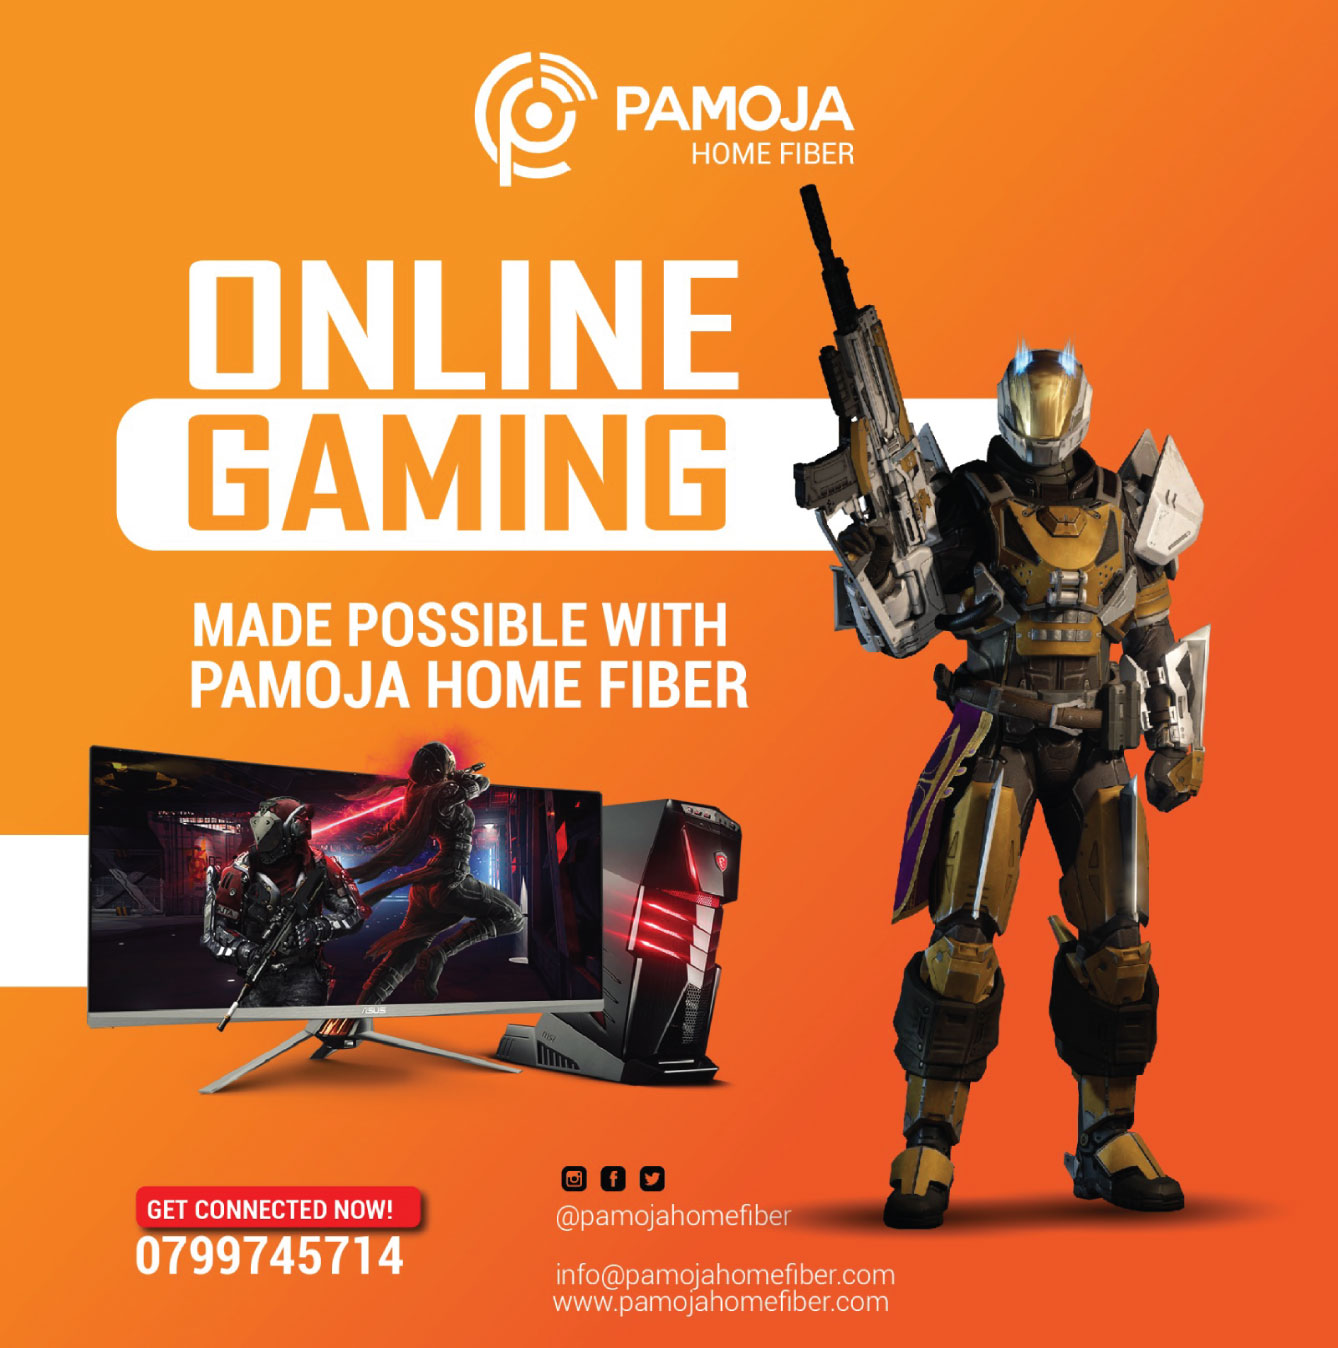 PAMOJA
HOME FIBER
ONLINE
GAMING
MADE POSSIBLE WITH
PAMOJA HOME FIBER
ASUS
GET CONNECTED NOW!
0799745714
@pamojahomefiber
info@pamojahomefiber.com
www.pamojahomefiber.com